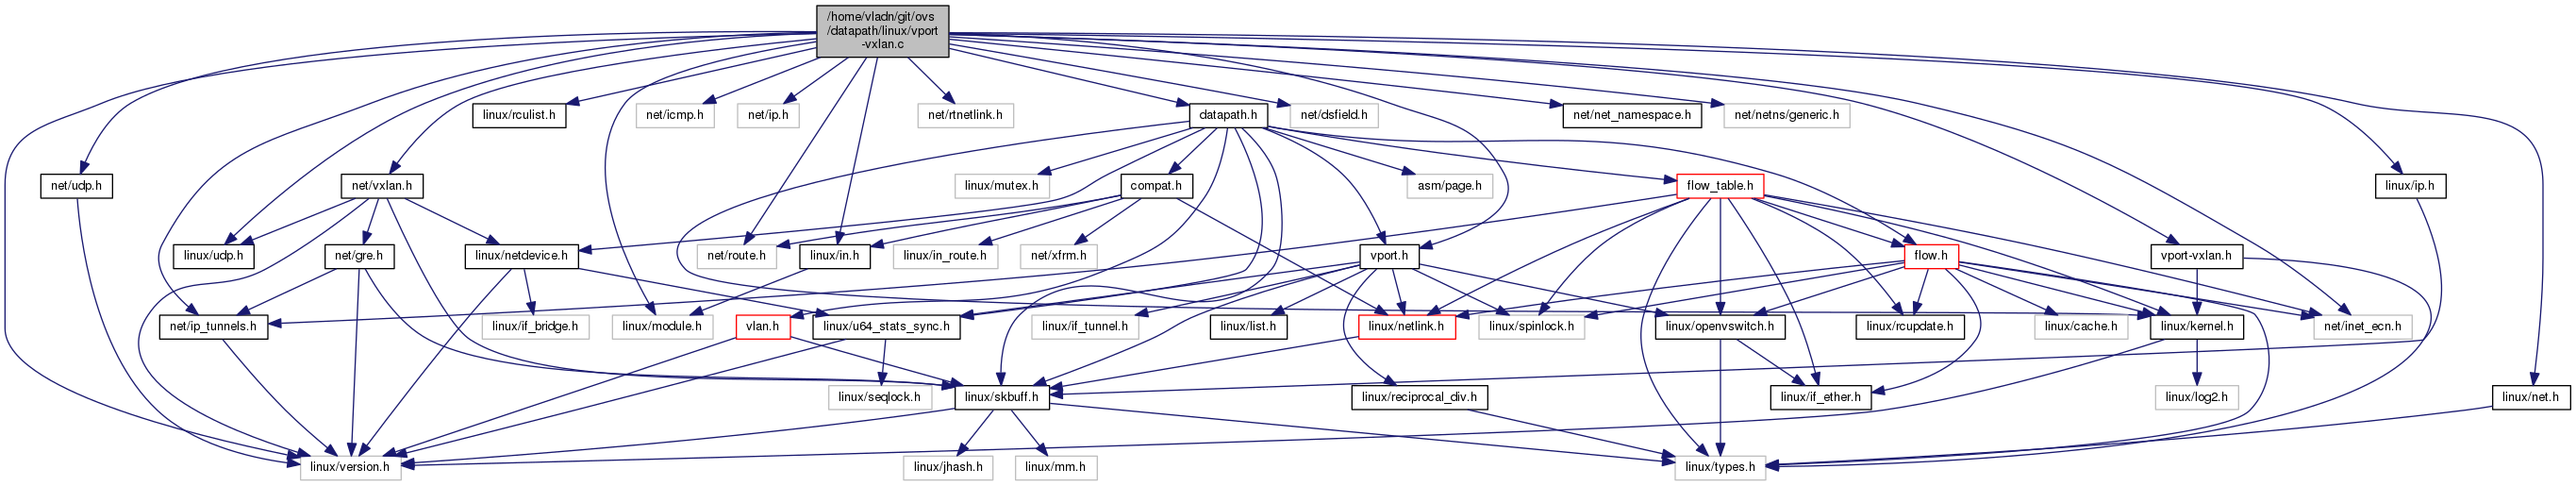 /home/vladn/git/ovs
/datapath/linux/vport
-vxlan.c
linux/rculist.h
net/icmp.h
net/ip.h
net/rtnetlink.h
datapath.h
net/dsfield.h
net/net_namespace.h
net/netns/generic.h
net/udp.h
net/vxlan.h
linux/mutex.h
compat.h
asm/page.h
flow_table.h
linux/ip.h
linux/udp.h
net/gre.h
linux/netdevice.h
net/route.h
linux/in.h
linux/in_route.h
net/xfrm.h
vport.h
flow.h
vport-vxlan.h
net/ip_tunnels.h
linux/if_bridge.h
linux/module.h
vlan.h
linux/u64_stats_sync.h
linux/if_tunnel.h
linux/list.h
linux/netlink.h
linux/spinlock.h
linux/openvswitch.h
linux/rcupdate.h
linux/cache.h
linux/kernel.h
net/inet_ecn.h
linux/seqlock.h
linux/skbuff.h
linux/reciprocal_div.h
linux/if_ether.h
linux/log2.h
linux/net.h
linux/version.h
linux/jhash.h
linux/mm.h
linux/types.h